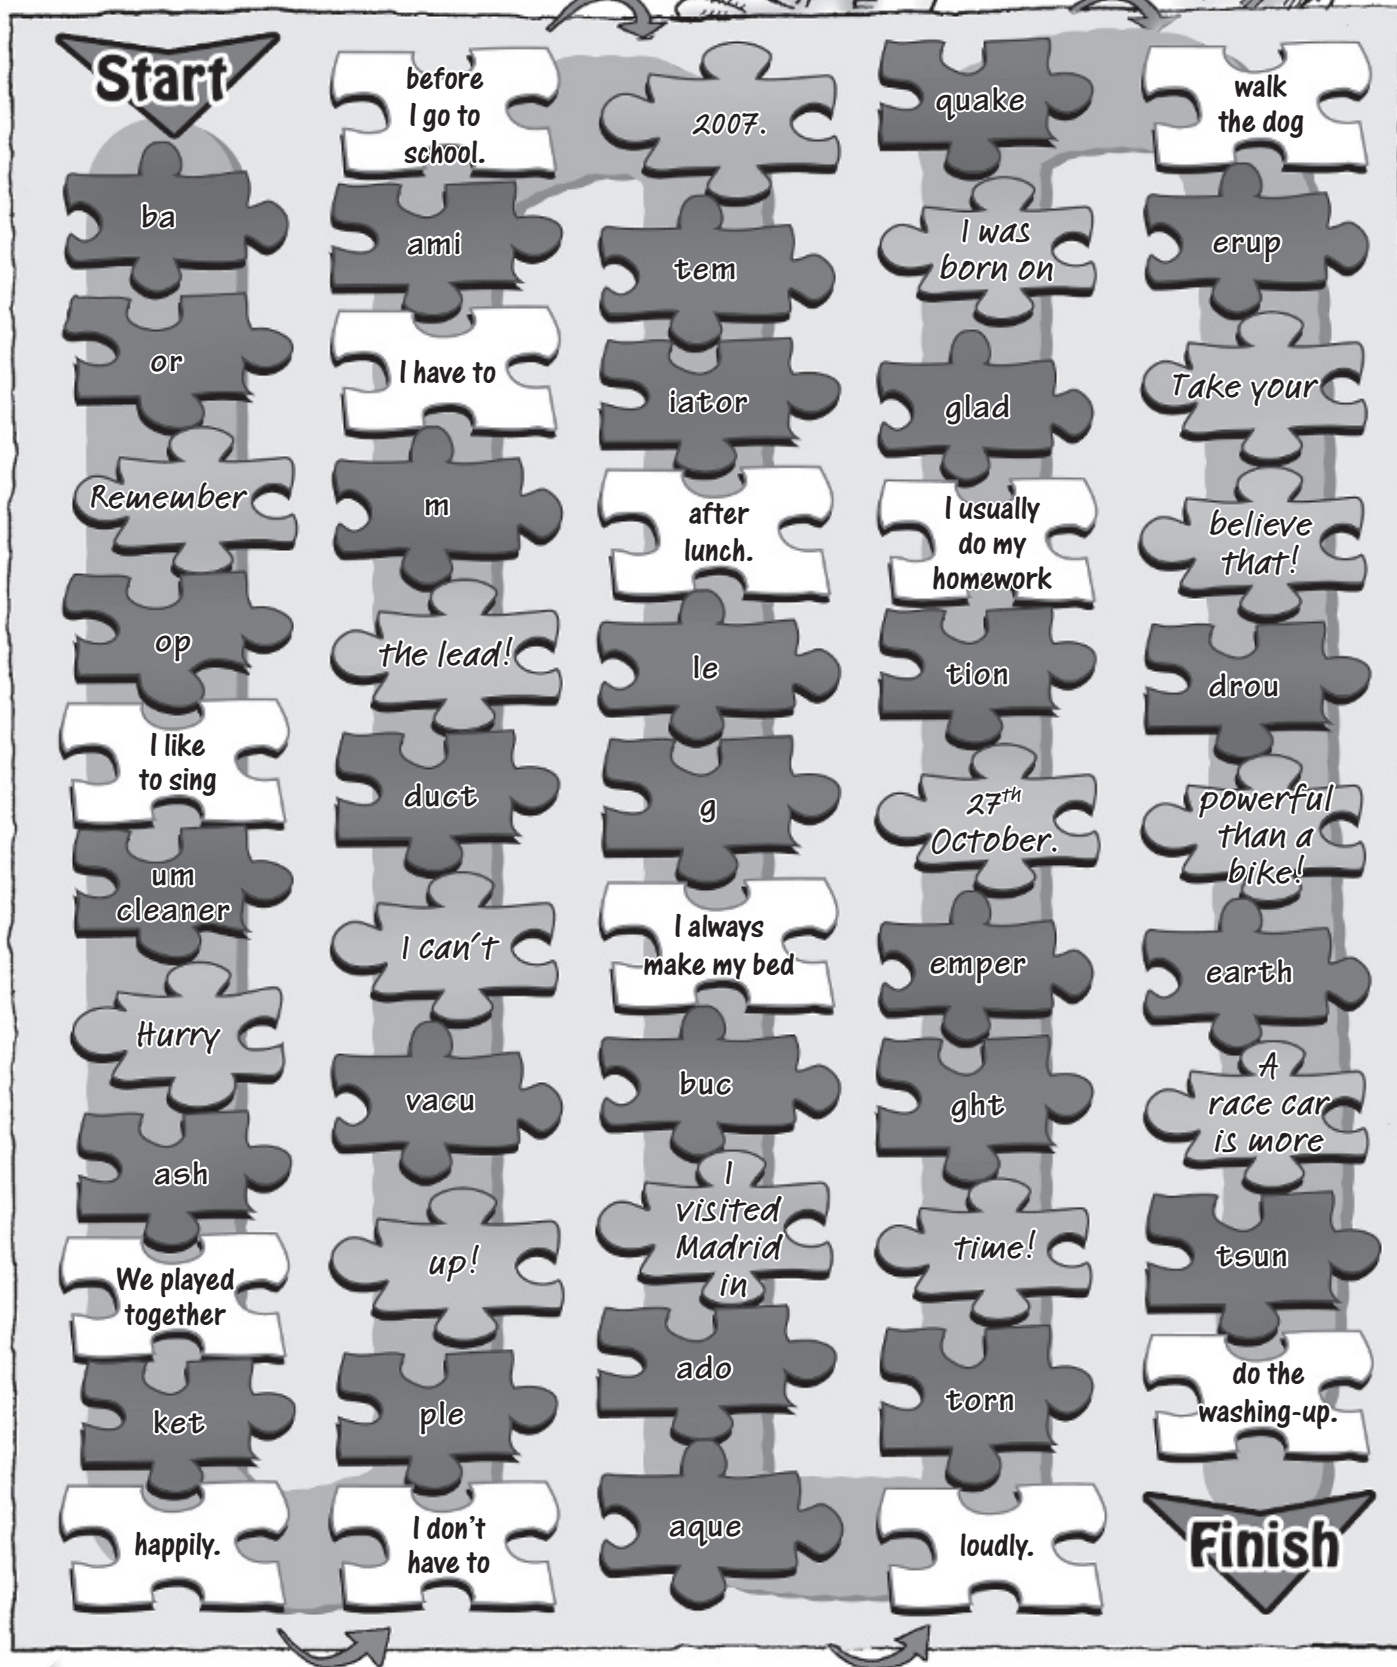 Start
ba
or
Remember
op
I like
to sing
um
cleaner
Hurry
ash
We played
together
ket
happily.
before
I go to
school.
ami
I have to
m
the lead!
duct
I can't
vacu
up!
ple
I don't
have to
2007.
tem
iator
after
lunch.
le
g
I always
make my bed
buc
I
visited
Madrid
in
ado
aque
quake
I was
born on
glad
I usually
do my
homework
tion
27th
October.
emper
ght
time!
torn
loudly.
walk
the dog
erup
Take your
believe
that!
drou
powerful
than a
bike!
earth
A
race car
is more
tsun
do the
washing-up.
Finish